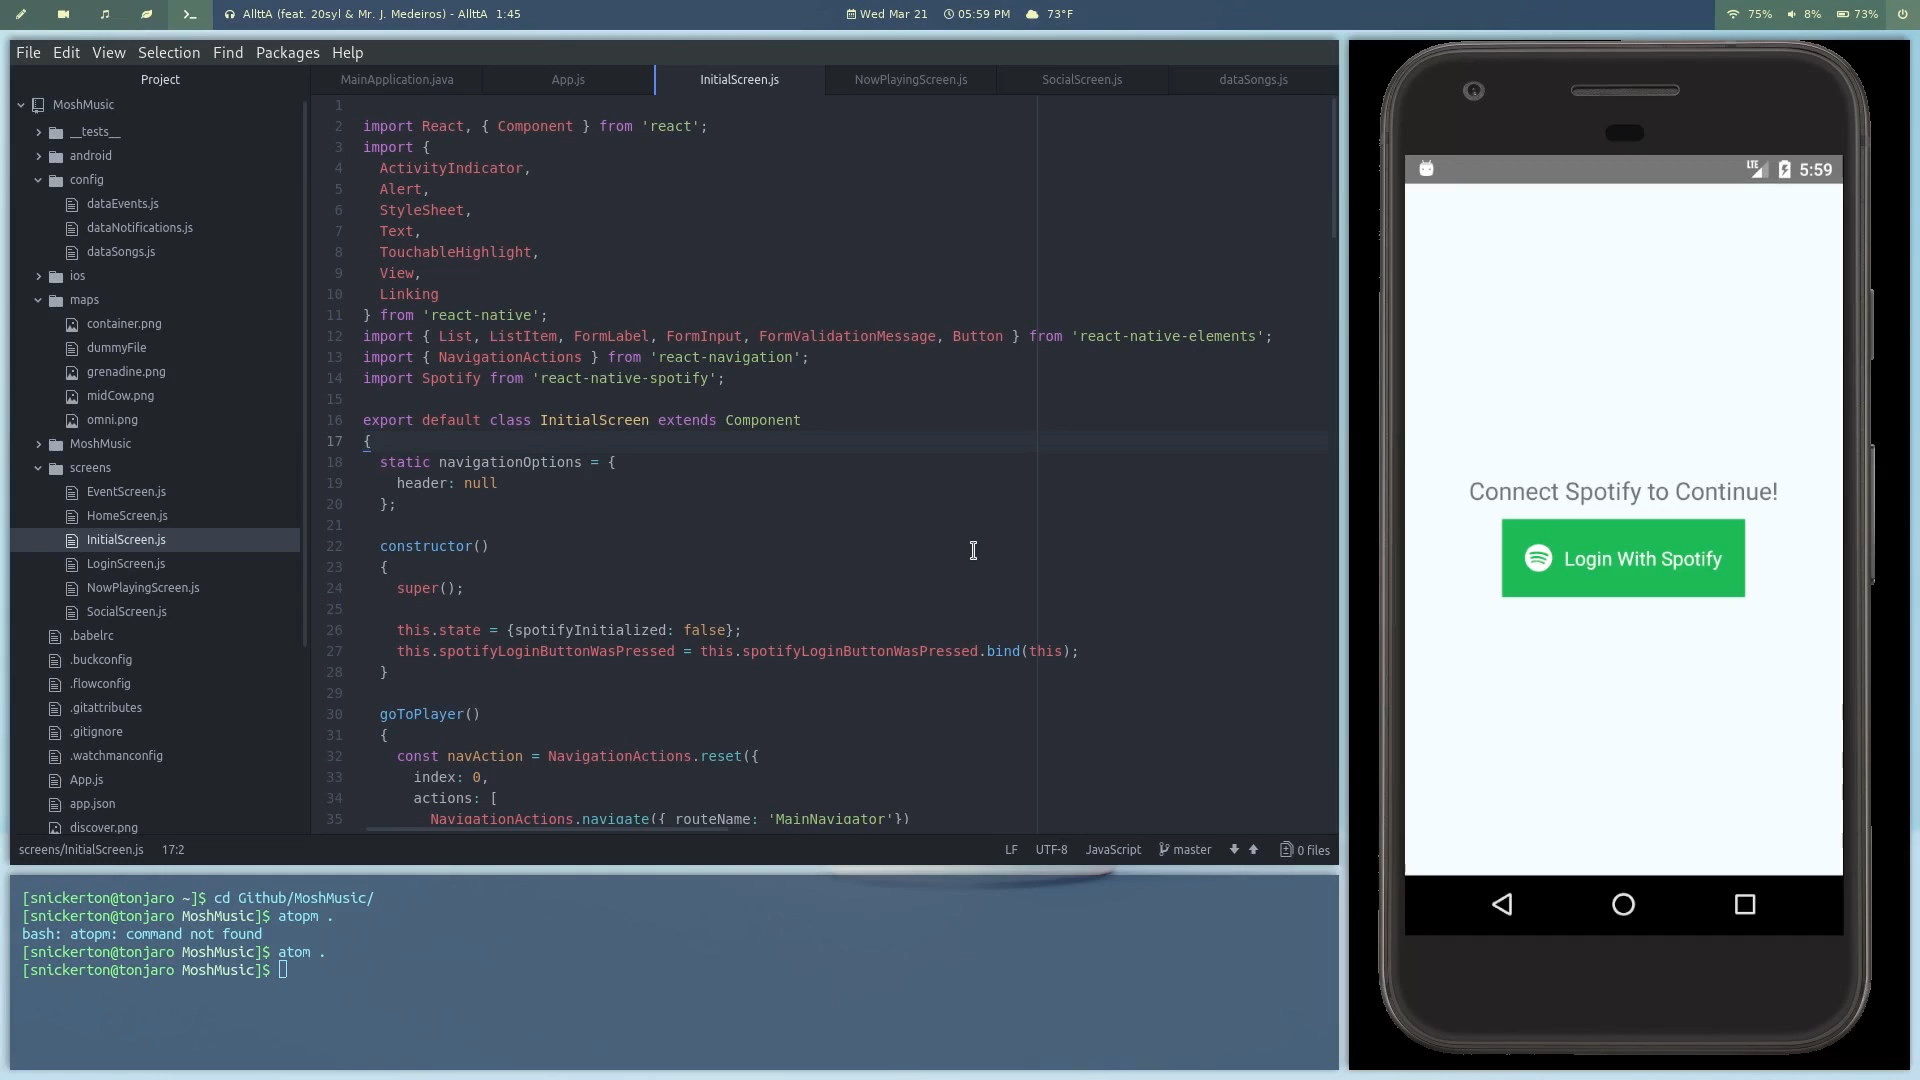 AllttA (feat. 20syl & Mr. J. Medeiros) - AllttA 1:45
Wed Mar 21 05:59 PM 73°F
75% 8% 73%
File Edit View Selection Find Packages Help
Project
MoshMusic
__tests__
android
config
dataEvents.js
dataNotifications.js
dataSongs.js
ios
maps
container.png
dummyFile
grenadine.png
midCow.png
omni.png
MoshMusic
screens
EventScreen.js
HomeScreen.js
InitialScreen.js
LoginScreen.js
NowPlayingScreen.js
SocialScreen.js
.babelrc
.buckconfig
.flowconfig
.gitattributes
.gitignore
.watchmanconfig
App.js
app.json
discover.png
MainApplication.java App.js InitialScreen.js NowPlayingScreen.js SocialScreen.js dataSongs.js
1
2 import React, { Component } from 'react';
3 import {
4 ActivityIndicator,
5 Alert,
6 StyleSheet,
7 Text,
8 TouchableHighlight,
9 View,
10 Linking
11 } from 'react-native';
12 import { List, ListItem, FormLabel, FormInput, FormValidationMessage, Button } from 'react-native-elements';
13 import { NavigationActions } from 'react-navigation';
14 import Spotify from 'react-native-spotify';
15
16 export default class InitialScreen extends Component
17 {
18 static navigationOptions = {
19 header: null
20 };
21
22 constructor()
23 {
24 super();
25
26 this.state = {spotifyInitialized: false};
27 this.spotifyLoginButtonWasPressed = this.spotifyLoginButtonWasPressed.bind(this);
28 }
29
30 goToPlayer()
31 {
32 const navAction = NavigationActions.reset({
33 index: 0,
34 actions: [
35 NavigationActions.navigate({ routeName: 'MainNavigator'})
screens/InitialScreen.js 17:2 LF UTF-8 JavaScript master 0 files
[snickerton@tonjaro ~]$ cd Github/MoshMusic/
[snickerton@tonjaro MoshMusic]$ atopm .
bash: atopm: command not found
[snickerton@tonjaro MoshMusic]$ atom .
[snickerton@tonjaro MoshMusic]$
LTE 5:59
Connect Spotify to Continue!
Login With Spotify